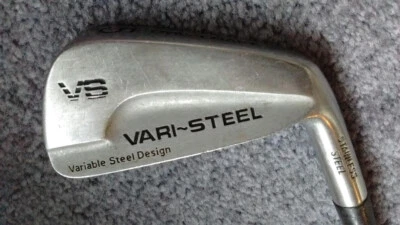 VS
VARI~STEEL
Variable Steel Design
STAINLESS
STEEL